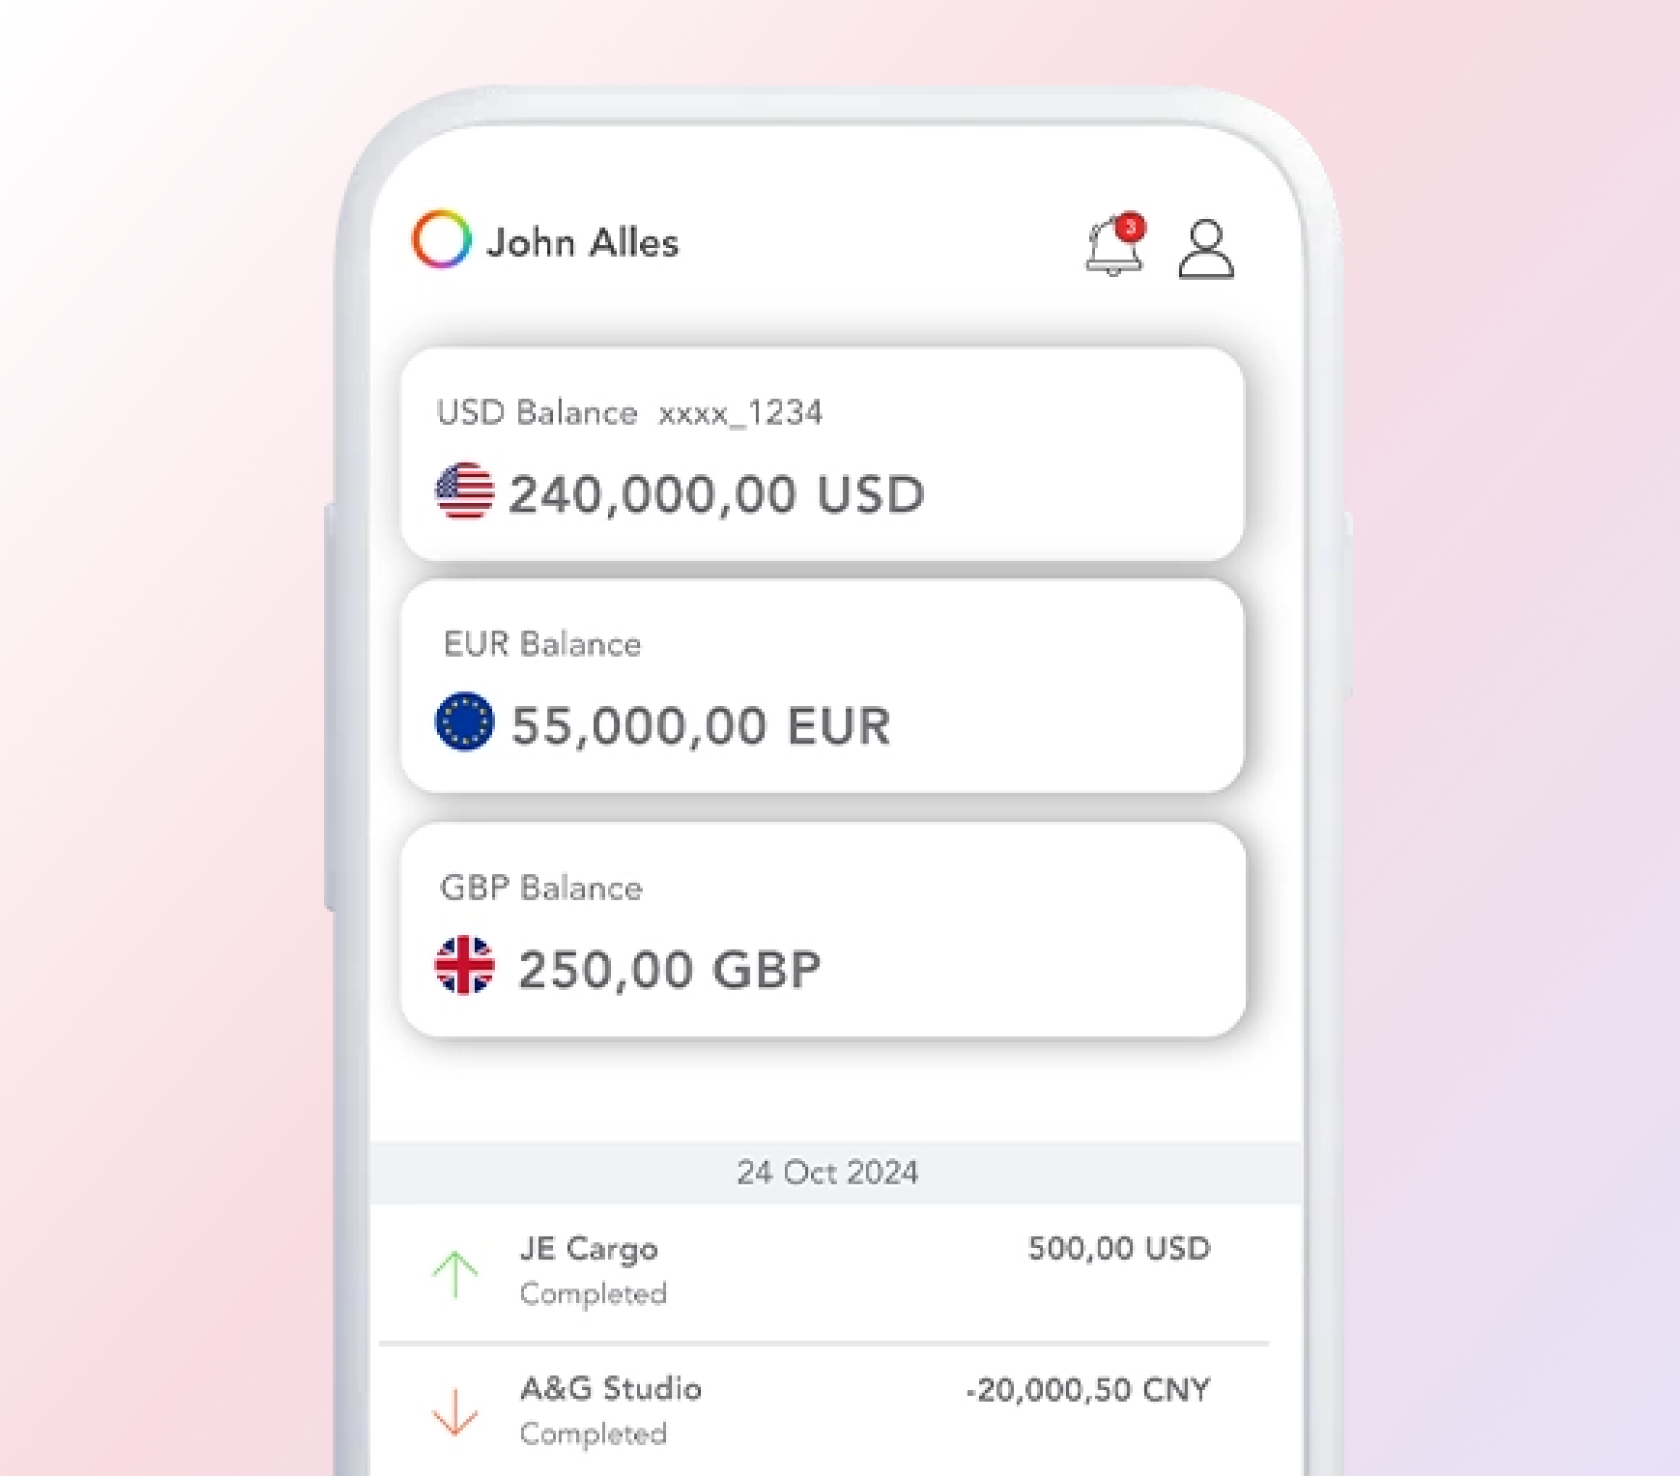 John Alles
3
USD Balance xxxx_1234
240,000,00 USD
EUR Balance
55,000,00 EUR
GBP Balance
250,00 GBP
24 Oct 2024
JE Cargo 500,00 USD
Completed
A&G Studio -20,000,50 CNY
Completed